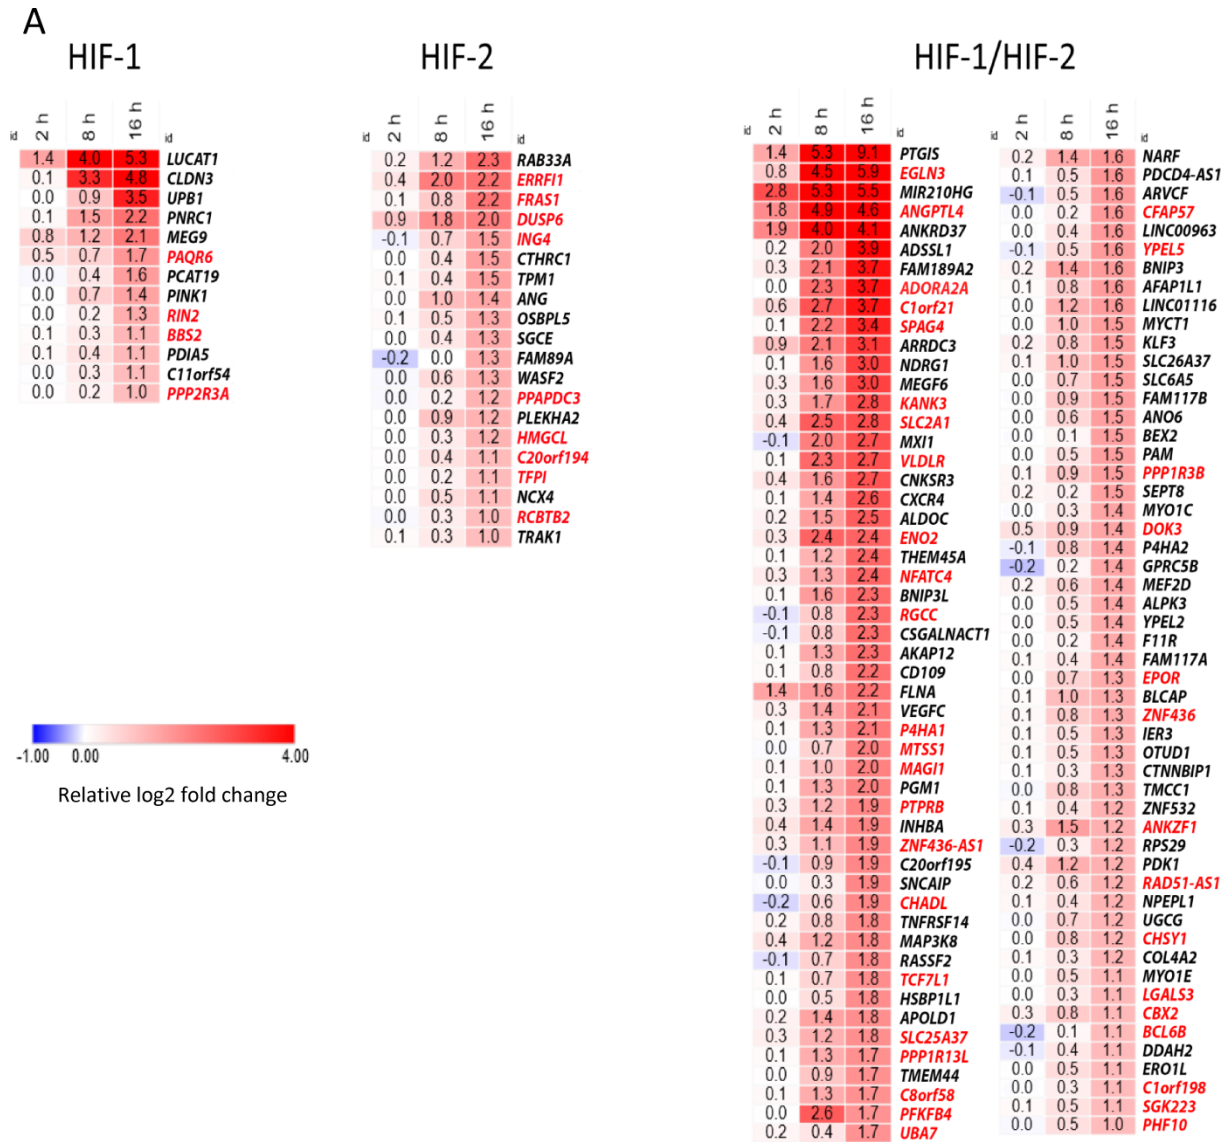 A
HIF-1
id 2 h 8 h 16 h id
1.4 4.0 5.3 LUCAT1
0.1 3.3 4.8 CLDN3
0.0 0.9 3.5 UPB1
0.1 1.5 2.2 PNRC1
0.8 1.2 2.1 MEG9
0.5 0.7 1.7 PAQR6
0.0 0.4 1.6 PCAT19
0.0 0.7 1.4 PINK1
0.0 0.2 1.3 RIN2
0.1 0.3 1.1 BBS2
0.1 0.4 1.1 PDIA5
0.0 0.3 1.1 C11orf54
0.0 0.2 1.0 PPP2R3A
HIF-2
id 2 h 8 h 16 h id
0.2 1.2 2.3 RAB33A
0.4 2.0 2.2 ERRFI1
0.1 0.8 2.2 FRAS1
0.9 1.8 2.0 DUSP6
-0.1 0.7 1.5 ING4
0.0 0.4 1.5 CTHRC1
0.1 0.4 1.5 TPM1
0.0 1.0 1.4 ANG
0.1 0.5 1.3 OSBPL5
0.0 0.4 1.3 SGCE
-0.2 0.0 1.3 FAM89A
0.0 0.6 1.3 WASF2
0.0 0.2 1.2 PPAPDC3
0.0 0.9 1.2 PLEKHA2
0.0 0.3 1.2 HMGCL
0.0 0.4 1.1 C20orf194
0.0 0.2 1.1 TFPI
0.0 0.5 1.1 NCX4
0.0 0.3 1.0 RCBTB2
0.1 0.3 1.0 TRAK1
HIF-1/HIF-2
id 2 h 8 h 16 h id
1.4 5.3 9.1 PTGIS
0.8 4.5 5.9 EGLN3
2.8 5.3 5.5 MIR210HG
1.8 4.9 4.6 ANGPTL4
1.9 4.0 4.1 ANKRD37
0.2 2.0 3.9 ADSSL1
0.3 2.1 3.7 FAM189A2
0.0 2.3 3.7 ADORA2A
0.6 2.7 3.7 C1orf21
0.1 2.2 3.4 SPAG4
0.9 2.1 3.1 ARRDC3
0.1 1.6 3.0 NDRG1
0.3 1.6 3.0 MEGF6
0.3 1.7 2.8 KANK3
0.4 2.5 2.8 SLC2A1
-0.1 2.0 2.7 MXI1
0.1 2.3 2.7 VLDLR
0.4 1.6 2.7 CNKSR3
0.1 1.4 2.6 CXCR4
0.2 1.5 2.5 ALDOC
0.3 2.4 2.4 ENO2
0.1 1.2 2.4 THEM45A
0.3 1.3 2.4 NFATC4
0.1 1.6 2.3 BNIP3L
-0.1 0.8 2.3 RGCC
-0.1 0.8 2.3 CSGALNACT1
0.1 1.3 2.3 AKAP12
0.1 0.8 2.2 CD109
1.4 1.6 2.2 FLNA
0.3 1.4 2.1 VEGFC
0.1 1.3 2.1 P4HA1
0.0 0.7 2.0 MTSS1
0.1 1.0 2.0 MAGI1
0.1 1.3 2.0 PGM1
0.3 1.2 1.9 PTPRB
0.4 1.4 1.9 INHBA
0.3 1.1 1.9 ZNF436-AS1
-0.1 0.9 1.9 C20orf195
0.0 0.3 1.9 SNCAIP
-0.2 0.6 1.9 CHADL
0.2 0.8 1.8 TNFRSF14
0.4 1.2 1.8 MAP3K8
-0.1 0.7 1.8 RASSF2
0.1 0.7 1.8 TCF7L1
0.0 0.5 1.8 HSBP1L1
0.2 1.4 1.8 APOLD1
0.3 1.2 1.8 SLC25A37
0.1 1.3 1.7 PPP1R13L
0.0 0.9 1.7 TMEM44
0.1 1.3 1.7 C8orf58
0.0 2.6 1.7 PFKFB4
0.2 0.4 1.7 UBA7
id 2 h 8 h 16 h id
0.2 1.4 1.6 NARF
0.1 0.5 1.6 PDCD4-AS1
-0.1 0.5 1.6 ARVCF
0.0 0.2 1.6 CFAP57
0.0 0.4 1.6 LINC00963
-0.1 0.5 1.6 YPEL5
0.2 1.4 1.6 BNIP3
0.1 0.8 1.6 AFAP1L1
0.0 1.2 1.6 LINC01116
0.0 1.0 1.5 MYCT1
0.2 0.8 1.5 KLF3
0.1 1.0 1.5 SLC26A37
0.0 0.7 1.5 SLC6A5
0.0 0.9 1.5 FAM117B
0.0 0.6 1.5 ANO6
0.0 0.1 1.5 BEX2
0.0 0.5 1.5 PAM
0.1 0.9 1.5 PPP1R3B
0.2 0.2 1.5 SEPT8
0.0 0.3 1.4 MYO1C
0.5 0.9 1.4 DOK3
-0.1 0.8 1.4 P4HA2
-0.2 0.2 1.4 GPRC5B
0.2 0.6 1.4 MEF2D
0.0 0.5 1.4 ALPK3
0.0 0.5 1.4 YPEL2
0.0 0.2 1.4 F11R
0.1 0.4 1.4 FAM117A
0.0 0.7 1.3 EPOR
0.1 1.0 1.3 BLCAP
0.1 0.8 1.3 ZNF436
0.1 0.5 1.3 IER3
0.1 0.5 1.3 OTUD1
0.1 0.3 1.3 CTNNBIP1
0.0 0.8 1.3 TMCC1
0.1 0.4 1.2 ZNF532
0.3 1.5 1.2 ANKZF1
-0.2 0.3 1.2 RPS29
0.4 1.2 1.2 PDK1
0.2 0.6 1.2 RAD51-AS1
0.1 0.4 1.2 NPEPL1
0.0 0.7 1.2 UGCG
0.0 0.8 1.2 CHSY1
0.1 0.3 1.2 COL4A2
0.0 0.5 1.1 MYO1E
0.0 0.3 1.1 LGALS3
0.3 0.8 1.1 CBX2
-0.2 0.1 1.1 BCL6B
-0.1 0.4 1.1 DDAH2
0.0 0.5 1.1 ERO1L
0.0 0.3 1.1 C1orf198
0.1 0.5 1.1 SGK223
0.0 0.5 1.0 PHF10
-1.00 0.00 4.00
Relative log2 fold change